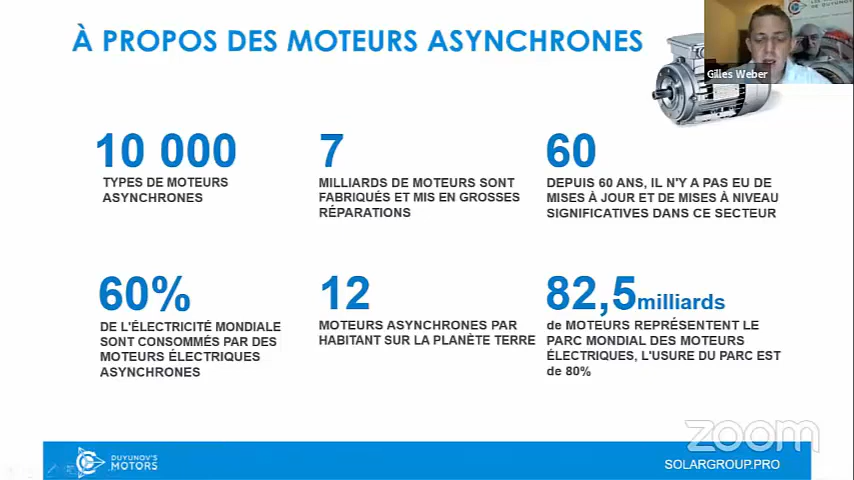 À PROPOS DES MOTEURS ASYNCHRONES
Gilles Weber
10 000
TYPES DE MOTEURS
ASYNCHRONES
7
MILLIARDS DE MOTEURS SONT
FABRIQUÉS ET MIS EN GROSSES
RÉPARATIONS
60
DEPUIS 60 ANS, IL N'Y A PAS EU DE
MISES À JOUR ET DE MISES À NIVEAU
SIGNIFICATIVES DANS CE SECTEUR
60%
DE L'ÉLECTRICITÉ MONDIALE
SONT CONSOMMÉS PAR DES
MOTEURS ÉLECTRIQUES
ASYNCHRONES
12
MOTEURS ASYNCHRONES PAR
HABITANT SUR LA PLANÈTE TERRE
82,5 milliards
de MOTEURS REPRÉSENTENT LE
PARC MONDIAL DES MOTEURS
ÉLECTRIQUES, L'USURE DU PARC EST
de 80%
zoom
DUYUNOV'S
MOTORS
SOLARGROUP.PRO